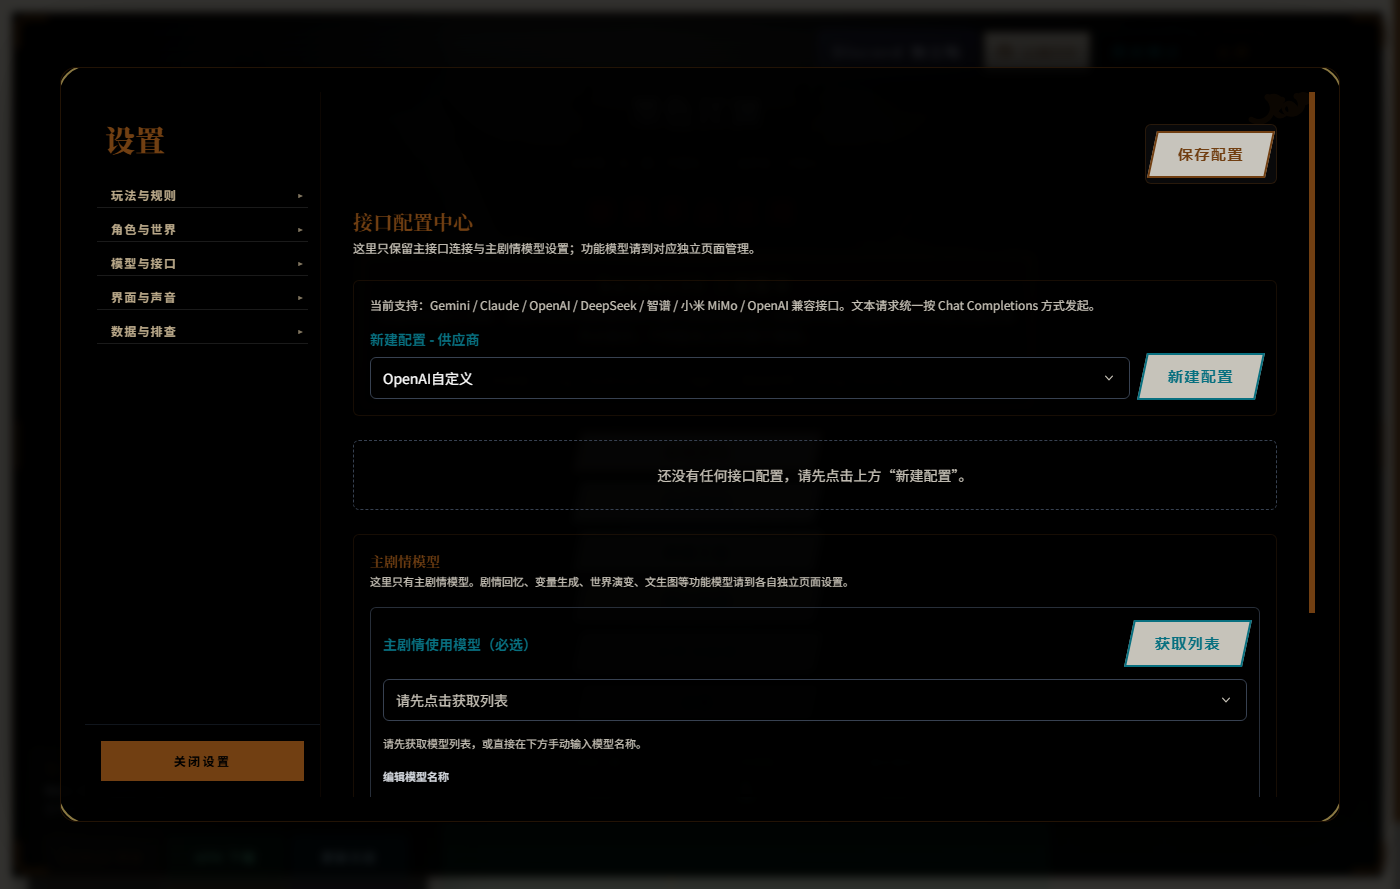 设置
玩法与规则
角色与世界
模型与接口
界面与声音
数据与排查
关闭设置
保存配置
接口配置中心
这里只保留主接口连接与主剧情模型设置；功能模型请到对应独立页面管理。
当前支持：Gemini / Claude / OpenAI / DeepSeek / 智谱 / 小米 MiMo / OpenAI 兼容接口。文本请求统一按 Chat Completions 方式发起。
新建配置 - 供应商
OpenAI自定义
新建配置
还没有任何接口配置，请先点击上方“新建配置”。
主剧情模型
这里只有主剧情模型。剧情回忆、变量生成、世界演变、文生图等功能模型请到各自独立页面设置。
主剧情使用模型（必选）
获取列表
请先点击获取列表
请先获取模型列表，或直接在下方手动输入模型名称。
编辑模型名称